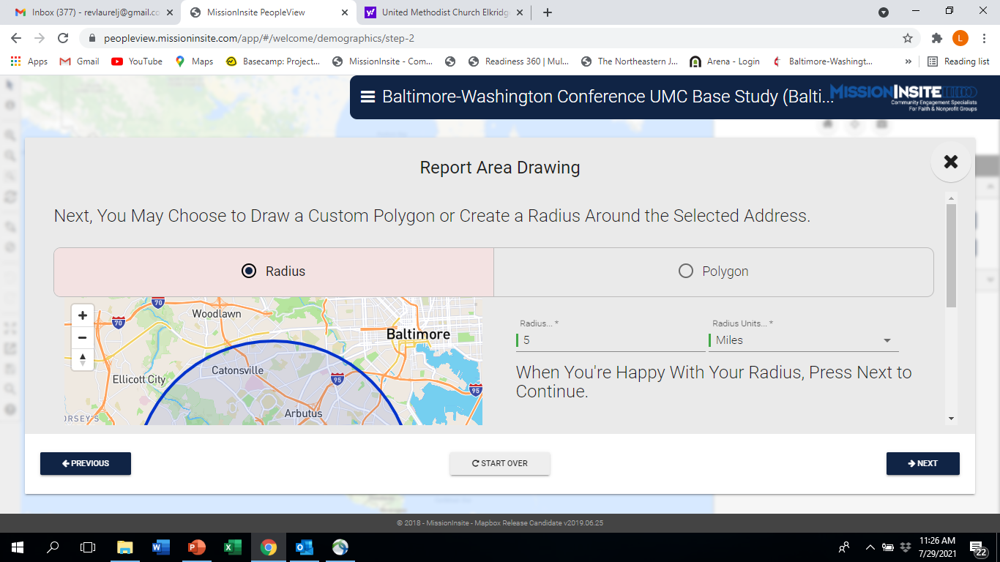 Inbox (377) - revlaurelj@gmail.co
MissionInsite PeopleView
United Methodist Church Elkridg
peopleview.missioninsite.com/app/#/welcome/demographics/step-2
L
Apps
Gmail
YouTube
Maps
Basecamp: Project...
MissionInsite - Com...
Readiness 360 | Mul...
The Northeastern J...
Arena - Login
Baltimore-Washingt...
»
Reading list
Baltimore-Washington Conference UMC Base Study (Balti...
MISSIONINSITE
Community Engagement Specialists
For Faith & Nonprofit Groups
Report Area Drawing
Next, You May Choose to Draw a Custom Polygon or Create a Radius Around the Selected Address.
Radius
Polygon
70
70
Woodlawn
Baltimore
Catonsville
Ellicott City
95
95
Arbutus
ORSEY'S
Radius... *
5
Radius Units... *
Miles
When You're Happy With Your Radius, Press Next to
Continue.
PREVIOUS
START OVER
NEXT
© 2018 - MissionInsite - Mapbox Release Candidate v2019.06.25
11:26 AM
7/29/2021
22